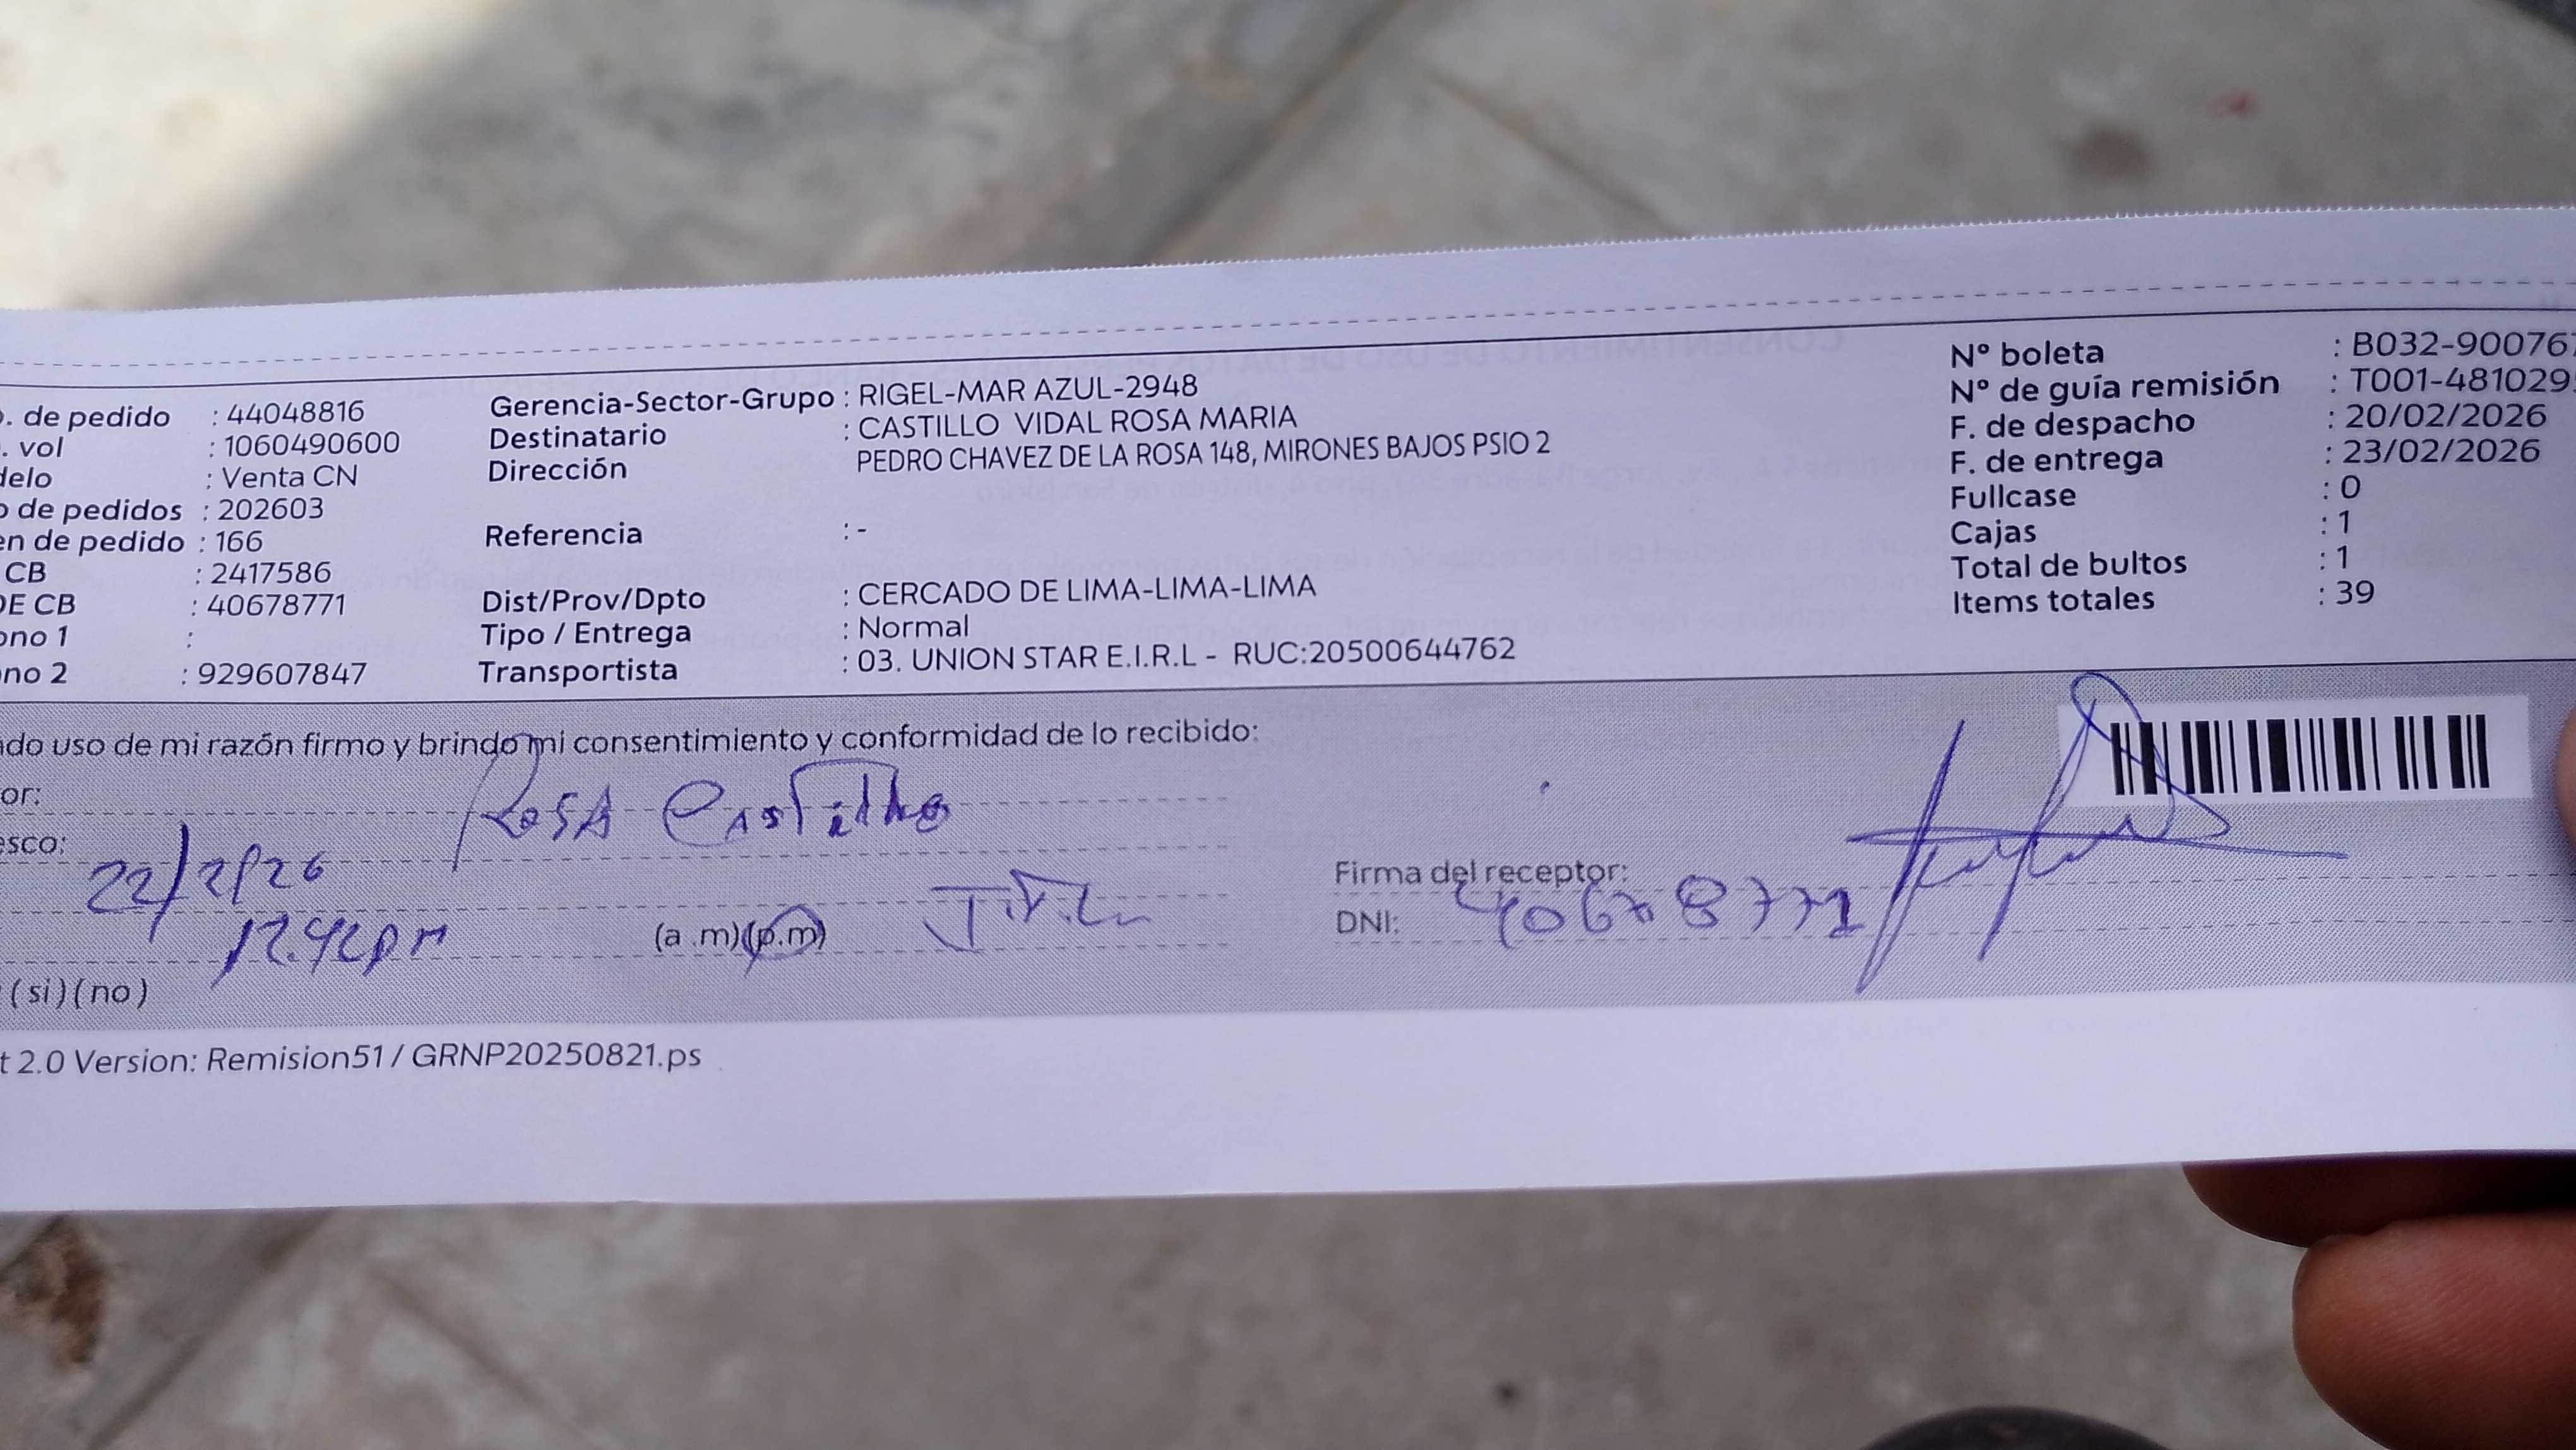 . de pedido : 44048816
. vol : 1060490600
delo : Venta CN
o de pedidos : 202603
en de pedido : 166
CB : 2417586
DE CB : 40678771
ono 1 :
no 2 : 929607847
Gerencia-Sector-Grupo : RIGEL-MAR AZUL-2948
Destinatario : CASTILLO VIDAL ROSA MARIA
Dirección PEDRO CHAVEZ DE LA ROSA 148, MIRONES BAJOS PSIO 2
Referencia : -
Dist/Prov/Dpto : CERCADO DE LIMA-LIMA-LIMA
Tipo / Entrega : Normal
Transportista : 03. UNION STAR E.I.R.L - RUC:20500644762
Nº boleta : B032-90076
Nº de guía remisión : T001-481029
F. de despacho : 20/02/2026
F. de entrega : 23/02/2026
Fullcase : 0
Cajas : 1
Total de bultos : 1
Items totales : 39
do uso de mi razón firmo y brindo mi consentimiento y conformidad de lo recibido:
or: Rosa Castillo
esco:
22/2/26
12.42pm (a .m)(p.m) Tit
Firma del receptor:
DNI: 40678771
(si)(no)
t 2.0 Version: Remision51 / GRNP20250821.ps